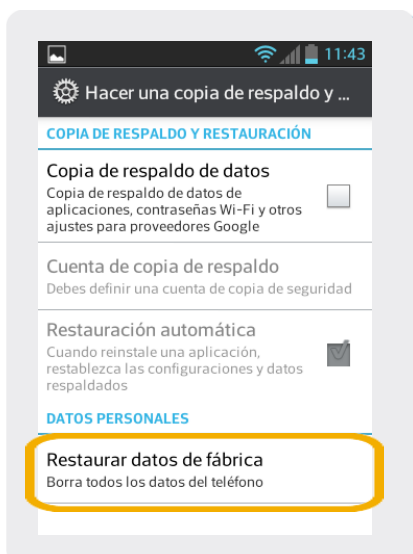 11:43
Hacer una copia de respaldo y ...
COPIA DE RESPALDO Y RESTAURACIÓN
Copia de respaldo de datos
Copia de respaldo de datos de
aplicaciones, contraseñas Wi-Fi y otros
ajustes para proveedores Google
Cuenta de copia de respaldo
Debes definir una cuenta de copia de seguridad
Restauración automática
Cuando reinstale una aplicación,
restablezca las configuraciones y datos
respaldados
DATOS PERSONALES
Restaurar datos de fábrica
Borra todos los datos del teléfono